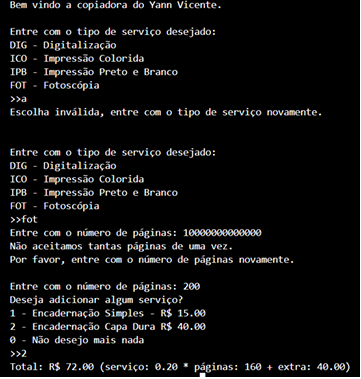 Bem vindo a copiadora do Yann Vicente.
Entre com o tipo de serviço desejado:
DIG - Digitalização
ICO - Impressão Colorida
IPB - Impressão Preto e Branco
FOT - Fotoscópia
>>a
Escolha inválida, entre com o tipo de serviço novamente.
Entre com o tipo de serviço desejado:
DIG - Digitalização
ICO - Impressão Colorida
IPB - Impressão Preto e Branco
FOT - Fotoscópia
>>fot
Entre com o número de páginas: 10000000000000
Não aceitamos tantas páginas de uma vez.
Por favor, entre com o número de páginas novamente.
Entre com o número de páginas: 200
Deseja adicionar algum serviço?
1 - Encadernação Simples - R$ 15.00
2 - Encadernação Capa Dura R$ 40.00
0 - Não desejo mais nada
>>2
Total: R$ 72.00 (serviço: 0.20 * páginas: 160 + extra: 40.00)